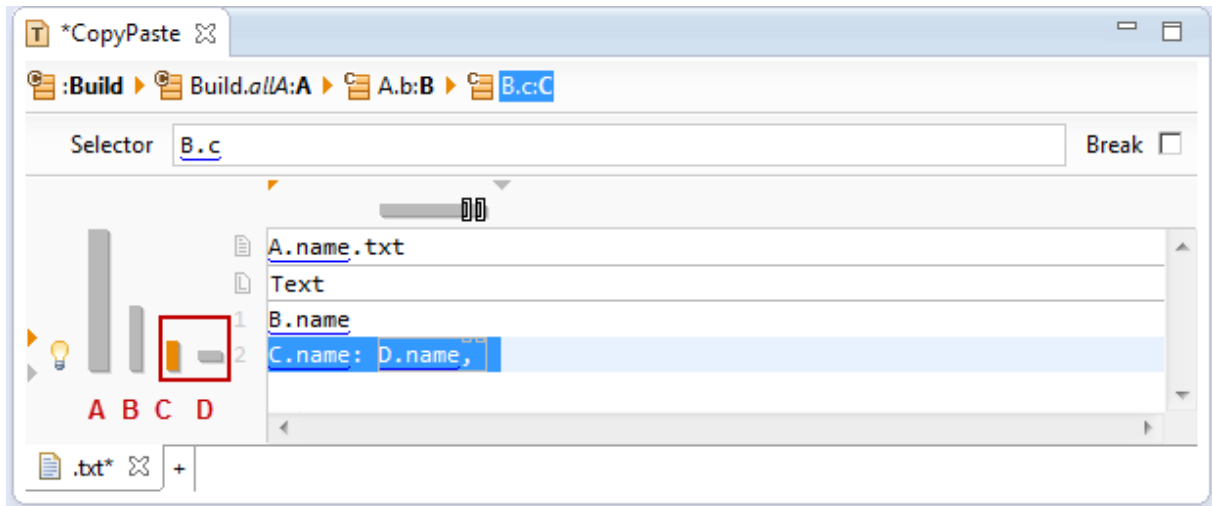 T *CopyPaste
:Build Build.allA:A A.b:B B.c:C
Selector B.c Break
A.name.txt
L Text
1 B.name
2 C.name: D.name,
A B C D
.txt* +